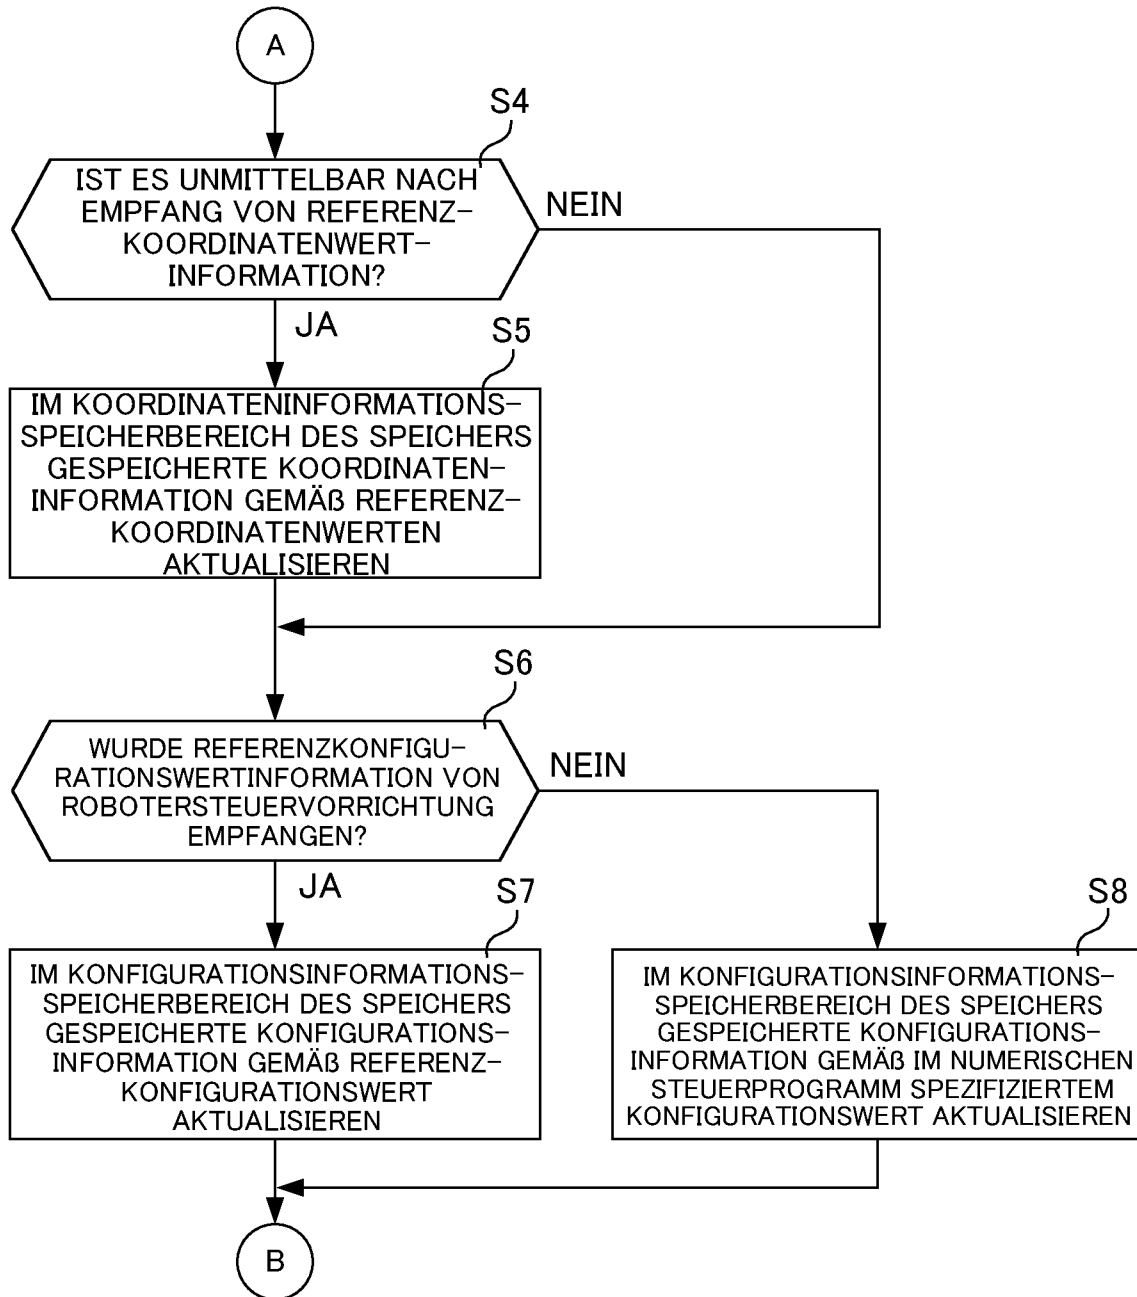 A
S4
IST ES UNMITTELBAR NACH
EMPFANG VON REFERENZ-
KOORDINATENWERT-
INFORMATION?
NEIN
JA
S5
IM KOORDINATENINFORMATIONS-
SPEICHERBEREICH DES SPEICHERS
GESPEICHERTE KOORDINATEN-
INFORMATION GEMÄß REFERENZ-
KOORDINATENWERTEN
AKTUALISIEREN
S6
WURDE REFERENZKONFIGU-
RATIONSWERTINFORMATION VON
ROBOTERSTEUERVORRICHTUNG
EMPFANGEN?
NEIN
JA
S7
IM KONFIGURATIONSINFORMATIONS-
SPEICHERBEREICH DES SPEICHERS
GESPEICHERTE KONFIGURATIONS-
INFORMATION GEMÄß REFERENZ-
KONFIGURATIONSWERT
AKTUALISIEREN
S8
IM KONFIGURATIONSINFORMATIONS-
SPEICHERBEREICH DES SPEICHERS
GESPEICHERTE KONFIGURATIONS-
INFORMATION GEMÄß IM NUMERISCHEN
STEUERPROGRAMM SPEZIFIZIERTEM
KONFIGURATIONSWERT AKTUALISIEREN
B